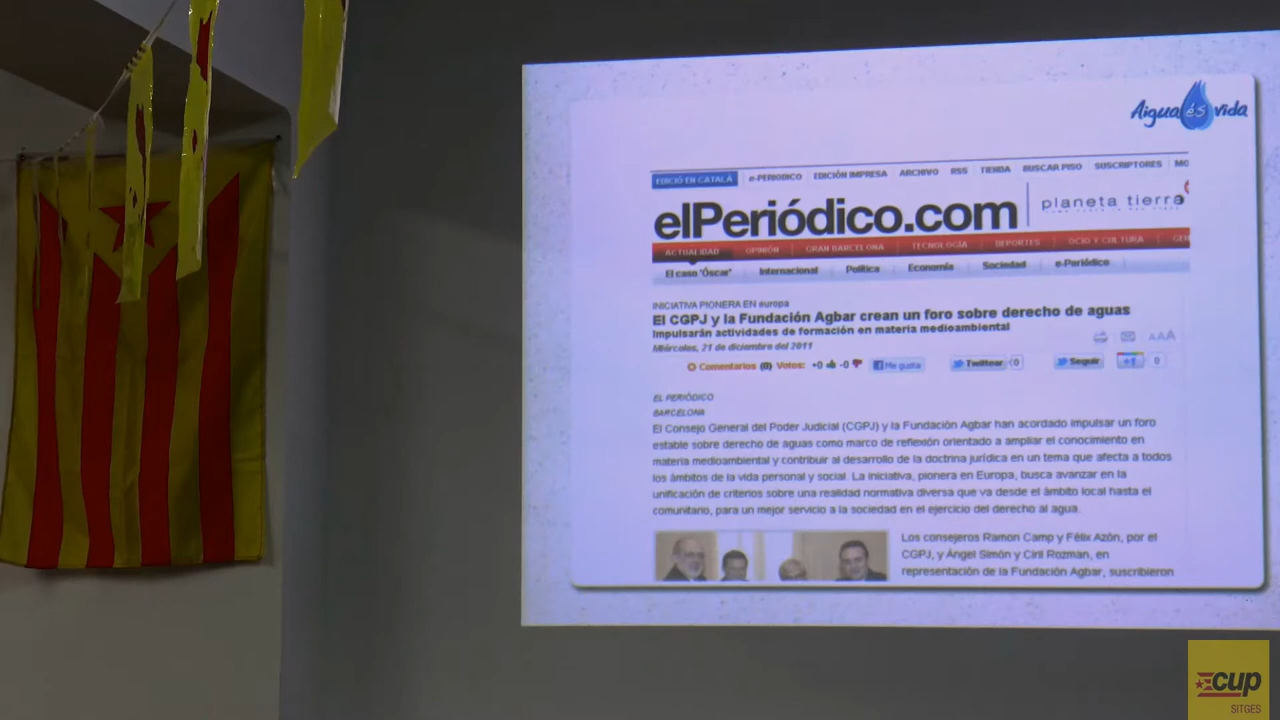 Aigua és vida
EDICIÓ EN CATALÀ e-PERIODICO EDICIÓN IMPRESA ARCHIVO RSS TIENDA BUSCAR PISO SUSCRIPTORES
elPeriódico.com planeta tierra
ACTUALIDAD OPINIÓN GRAN BARCELONA TECNOLOGIA DEPORTES OCIO Y CULTURA
El caso 'Óscar' Internacional Política Economía Sociedad e-Periódico
INICIATIVA PIONERA EN europa
El CGPJ y la Fundación Agbar crean un foro sobre derecho de aguas
Impulsarán actividades de formación en materia medioambiental
Miércoles, 21 de diciembre del 2011
Comentarios (0) Votos: +0 -0 Me gusta Twittear 0 Seguir +1 0
EL PERIÓDICO
BARCELONA
El Consejo General del Poder Judicial (CGPJ) y la Fundación Agbar han acordado impulsar un foro
estable sobre derecho de aguas como marco de reflexión orientado a ampliar el conocimiento en
materia medioambiental y contribuir al desarrollo de la doctrina jurídica en un tema que afecta a todos
los ámbitos de la vida personal y social. La iniciativa, pionera en Europa, busca avanzar en la
unificación de criterios sobre una realidad normativa diversa que va desde el ámbito local hasta el
comunitario, para un mejor servicio a la sociedad en el ejercicio del derecho al agua.
Los consejeros Ramon Camp y Félix Azón, por el
CGPJ, y Ángel Simón y Ciril Rozman, en
representación de la Fundación Agbar, suscribieron
cup
SITGES